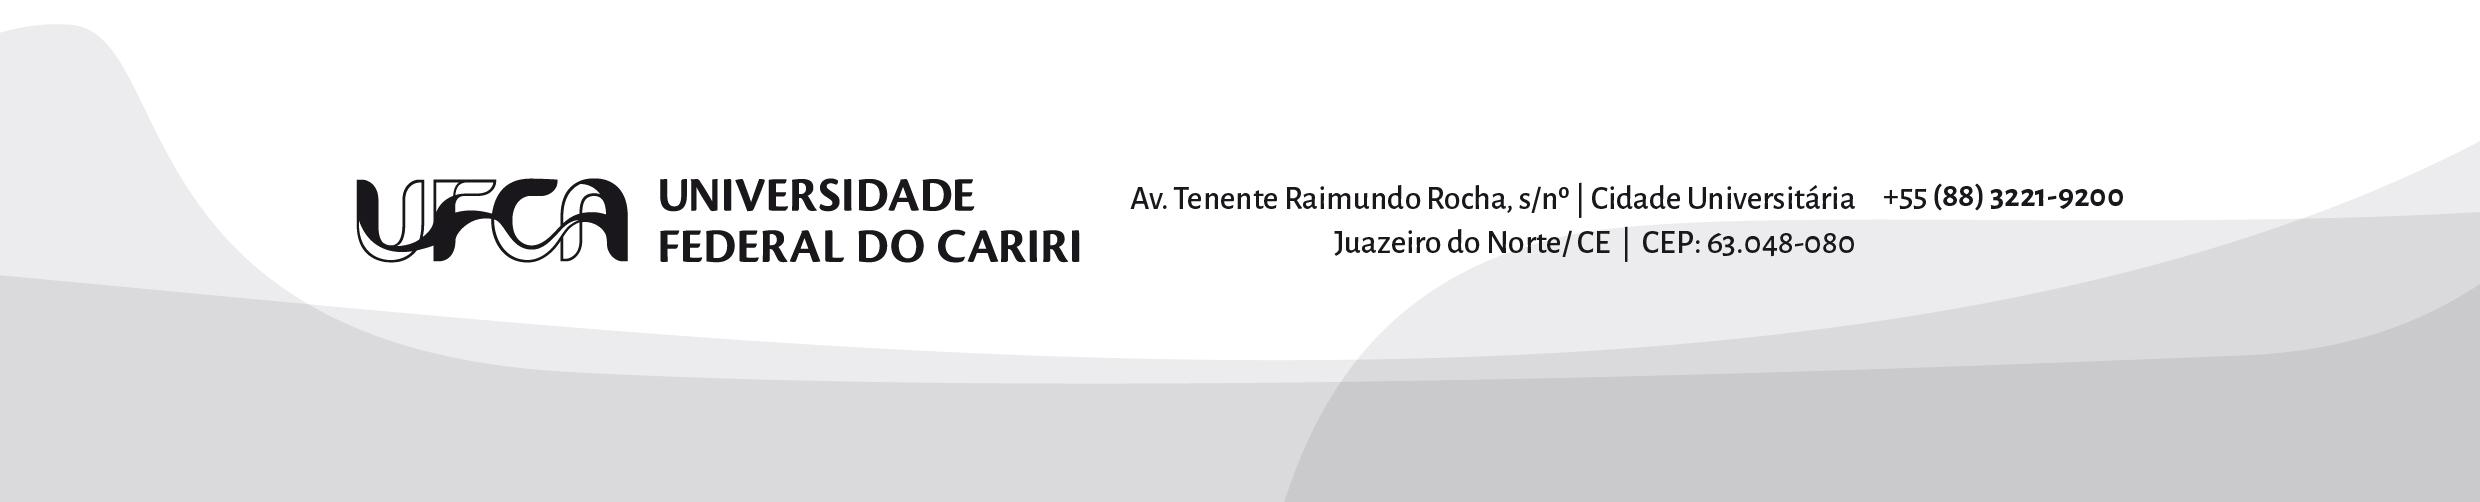 UFCA
UNIVERSIDADE
FEDERAL DO CARIRI
Av. Tenente Raimundo Rocha, s/nº | Cidade Universitária
Juazeiro do Norte/ CE | CEP: 63.048-080
+55 (88) 3221-9200